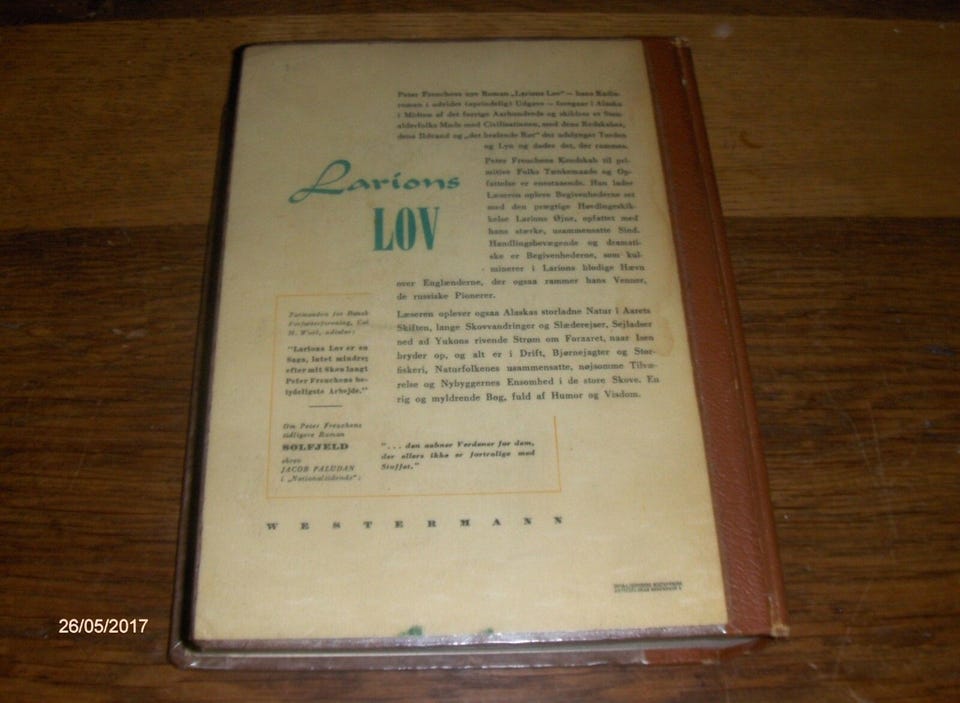 Peter Freuchens nye Roman „Larions Lov" — hans Radio-
roman i udvidet (oprindelig) Udgave — foregaar i Alaska
i Midten af det forrige Aarhundrede og skildrer et Sten-
alderfolks Møde med Civilisationen, med dens Redskaber,
dens Ildvand og „det brølende Rør" der udslynger Torden
og Lyn og dræber det, der rammes.
Peter Freuchens Kendskab til pri-
mitive Folks Tænkemaade og Op-
fattelse er enestaaende. Han lader
Læseren opleve Begivenhederne set
med den prægtige Høvdingeskik-
kelse Larions Øjne, opfattet med
hans stærke, usammensatte Sind.
Handlingsbevægende og dramati-
ske er Begivenhederne, som kul-
minerer i Larions blodige Hævn
over Englænderne, der ogsaa rammer hans Venner,
de russiske Pionerer.
Larions
LOV
Læseren oplever ogsaa Alaskas storladne Natur i Aarets
Skiften, lange Skovvandringer og Slæderejser, Sejladser
ned ad Yukons rivende Strøm om Foraaret, naar Isen
bryder op, og alt er i Drift, Bjørnejagter og Stor-
fiskeri, Naturfolkenes usammensatte, nøjsomme Tilvæ-
relse og Nybyggernes Ensomhed i de store Skove. En
rig og myldrende Bog, fuld af Humor og Visdom.
Formanden for Dansk
Forfatterforening, Cai
M. Woel, udtaler:
"Larions Lov er en
Saga, intet mindre;
efter mit Skøn langt
Peter Freuchens be-
tydeligste Arbejde."
Om Peter Freuchens
tidligere Roman
SOLFJELD
skrev
JACOB PALUDAN
i „Nationaltidende":
"... den aabner Verdener for dem,
der ellers ikke er fortrolige med
Stoffet."
WESTERMANN
26/05/2017